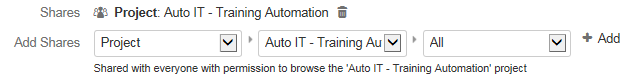 Shares Project: Auto IT - Training Automation
Add Shares Project Auto IT - Training Au All Add
Shared with everyone with permission to browse the 'Auto IT - Training Automation' project